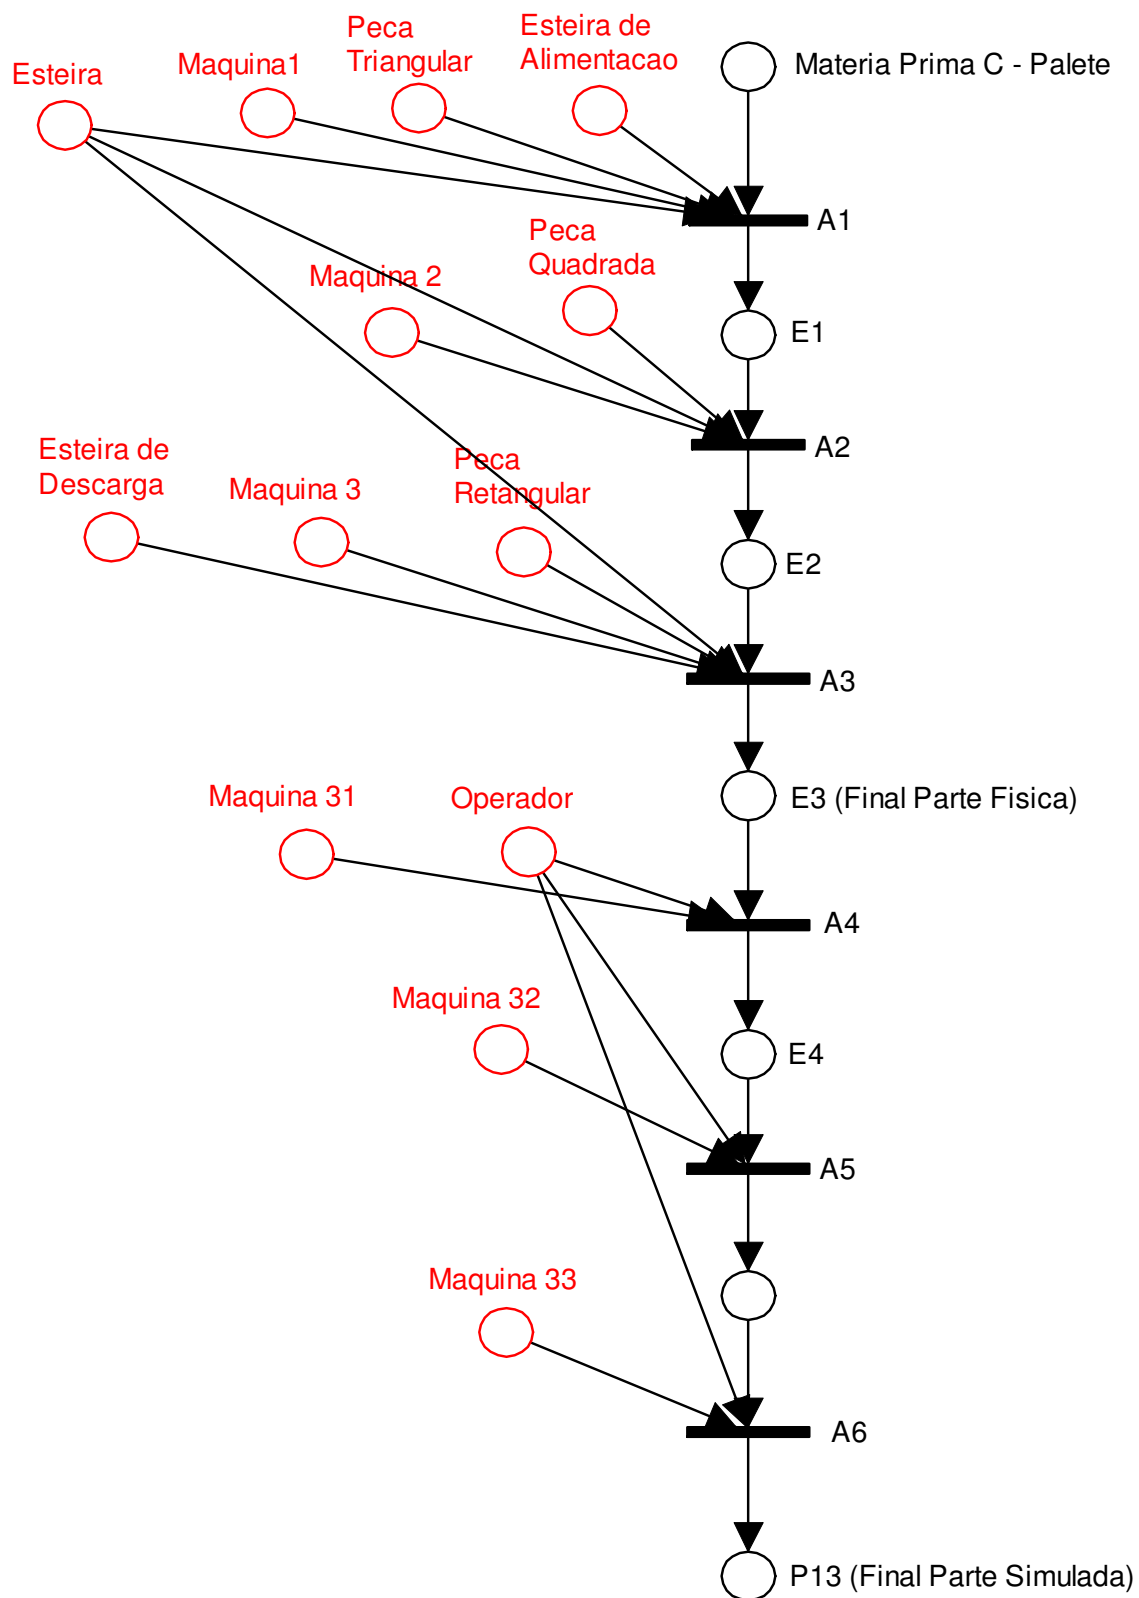 Peca
Triangular
Esteira de
Alimentacao
Materia Prima C - Palete
Esteira
Maquina1
A1
Peca
Quadrada
Maquina 2
E1
A2
Esteira de
Descarga
Maquina 3
Peca
Retangular
E2
A3
E3 (Final Parte Fisica)
Maquina 31
Operador
A4
Maquina 32
E4
A5
Maquina 33
A6
P13 (Final Parte Simulada)